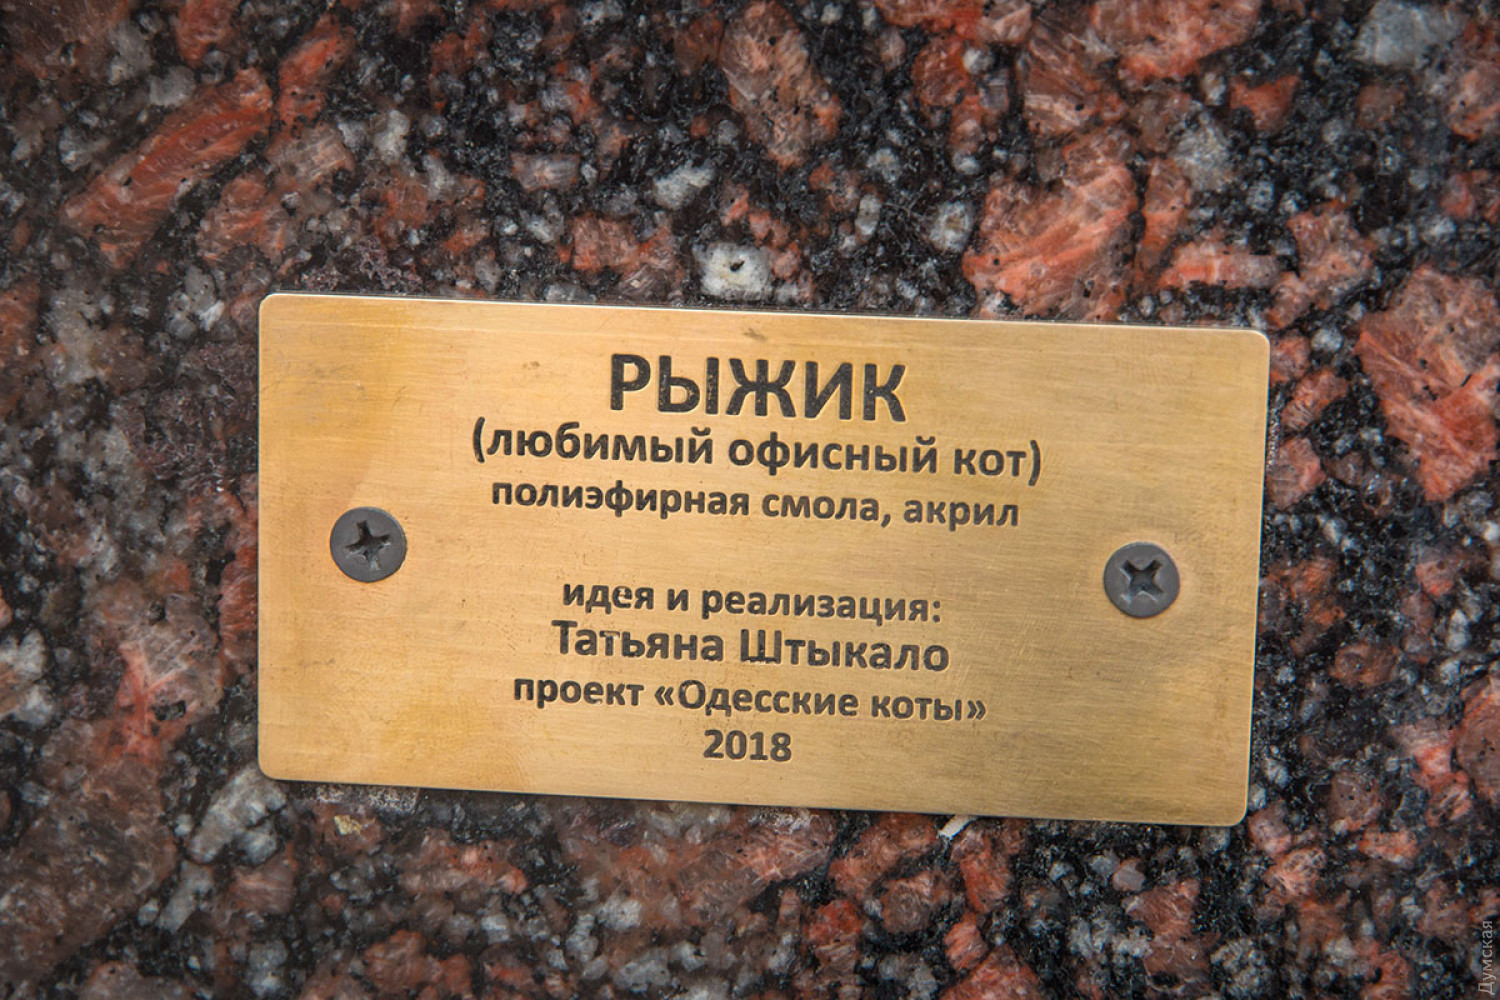 РЫЖИК
(любимый офисный кот)
полиэфирная смола, акрил
идея и реализация:
Татьяна Штыкало
проект «Одесские коты»
2018
Думская